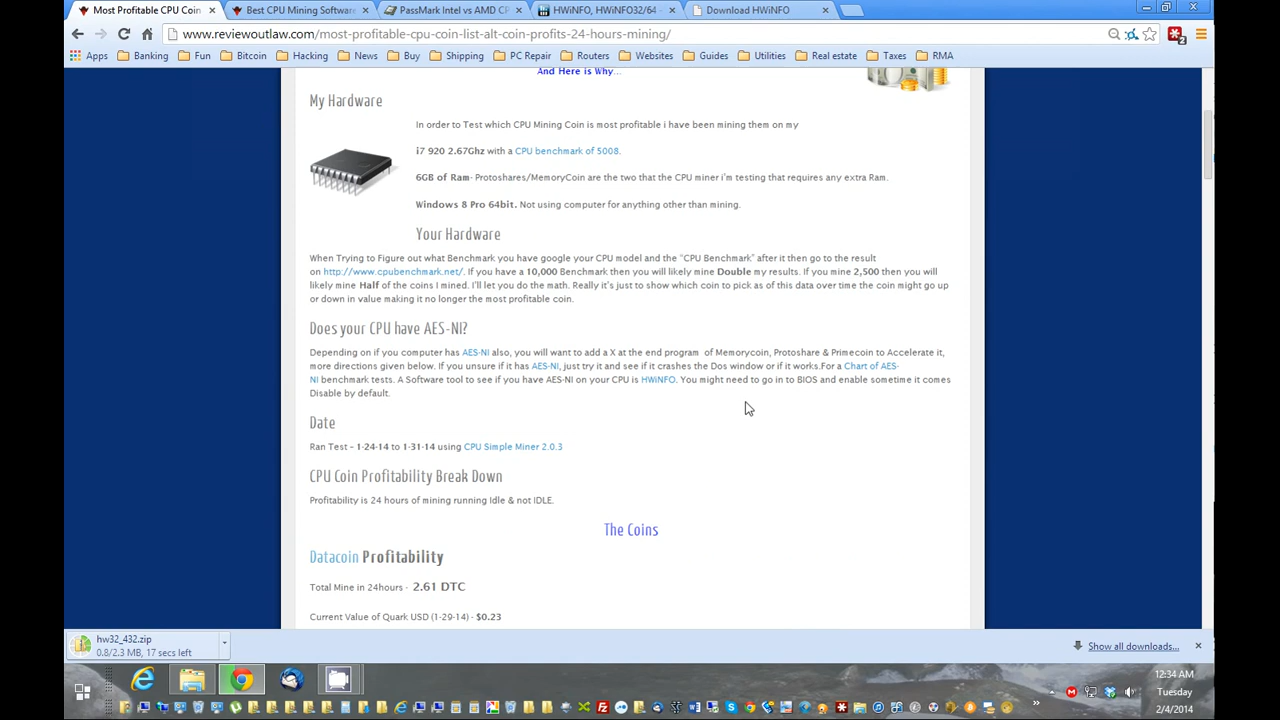 Most Profitable CPU Coin
Best CPU Mining Software
PassMark Intel vs AMD CP
HWiNFO, HWiNFO32/64 -
Download HWiNFO
www.reviewoutlaw.com/most-profitable-cpu-coin-list-alt-coin-profits-24-hours-mining/
2
Apps Banking Fun Bitcoin Hacking News Buy Shipping PC Repair Routers Websites Guides Utilities Real estate Taxes RMA
And Here is Why...
My Hardware
In order to Test which CPU Mining Coin is most profitable i have been mining them on my
i7 920 2.67Ghz with a CPU benchmark of 5008.
6GB of Ram- Protoshares/MemoryCoin are the two that the CPU miner i'm testing that requires any extra Ram.
Windows 8 Pro 64bit. Not using computer for anything other than mining.
Your Hardware
When Trying to Figure out what Benchmark you have google your CPU model and the "CPU Benchmark" after it then go to the result
on http://www.cpubenchmark.net/. If you have a 10,000 Benchmark then you will likely mine Double my results. If you mine 2,500 then you will
likely mine Half of the coins I mined. I'll let you do the math. Really it's just to show which coin to pick as of this data over time the coin might go up
or down in value making it no longer the most profitable coin.
Does your CPU have AES-NI?
Depending on if you computer has AES-NI also, you will want to add a X at the end program of Memorycoin, Protoshare & Primecoin to Accelerate it,
more directions given below. If you unsure if it has AES-NI, just try it and see if it crashes the Dos window or if it works.For a Chart of AES-
NI benchmark tests. A Software tool to see if you have AES-NI on your CPU is HWiNFO. You might need to go in to BIOS and enable sometime it comes
Disable by default.
Date
Ran Test – 1-24-14 to 1-31-14 using CPU Simple Miner 2.0.3
CPU Coin Profitability Break Down
Profitability is 24 hours of mining running Idle & not IDLE.
The Coins
Datacoin Profitability
Total Mine in 24hours - 2.61 DTC
Current Value of Quark USD (1-29-14) - $0.23
hw32_432.zip
0.8/2.3 MB, 17 secs left
Show all downloads...
12:34 AM
Tuesday
2/4/2014